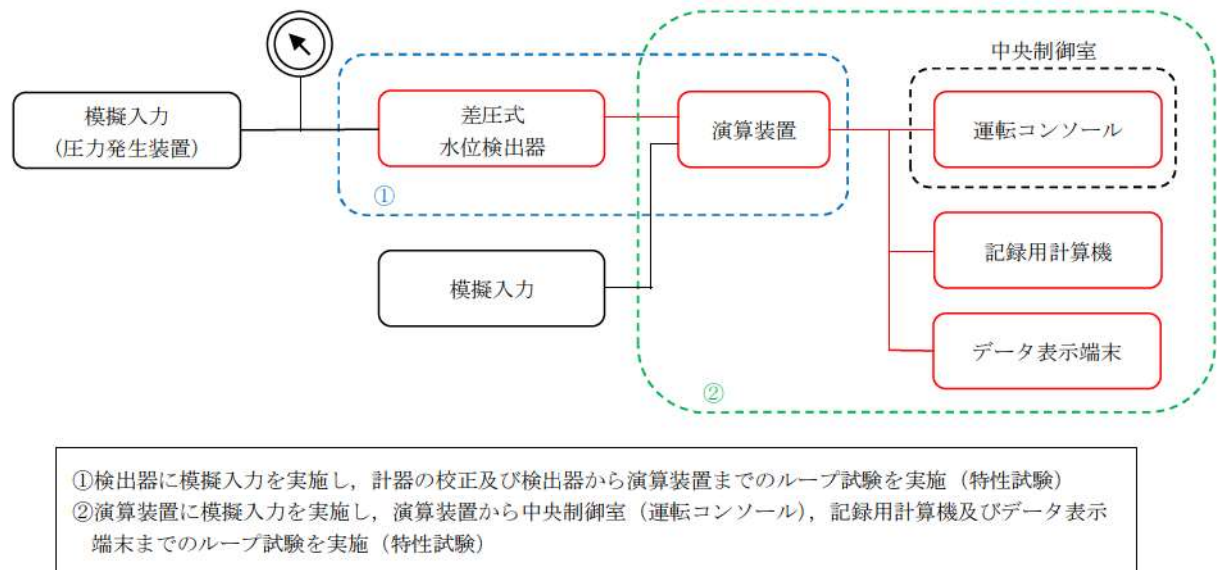 中央制御室
模擬入力
(圧力発生装置)
差圧式
水位検出器
演算装置
運転コンソール
①
記録用計算機
模擬入力
データ表示端末
②
①検出器に模擬入力を実施し，計器の校正及び検出器から演算装置までのループ試験を実施（特性試験）
②演算装置に模擬入力を実施し，演算装置から中央制御室（運転コンソール），記録用計算機及びデータ表示
端末までのループ試験を実施（特性試験）